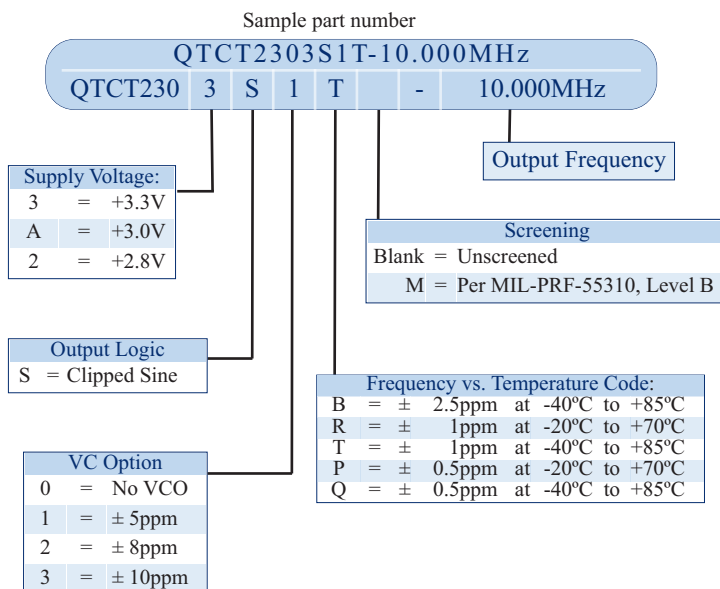 Sample part number
QTCT2303S1T-10.000MHz
QTCT230 3 S 1 T - 10.000MHz
Output Frequency
Supply Voltage:
3 = +3.3V
A = +3.0V
2 = +2.8V
Screening
Blank = Unscreened
M = Per MIL-PRF-55310, Level B
Output Logic
S = Clipped Sine
Frequency vs. Temperature Code:
B = ± 2.5ppm at -40ºC to +85ºC
R = ± 1ppm at -20ºC to +70ºC
T = ± 1ppm at -40ºC to +85ºC
P = ± 0.5ppm at -20ºC to +70ºC
Q = ± 0.5ppm at -40ºC to +85ºC
VC Option
0 = No VCO
1 = ± 5ppm
2 = ± 8ppm
3 = ± 10ppm